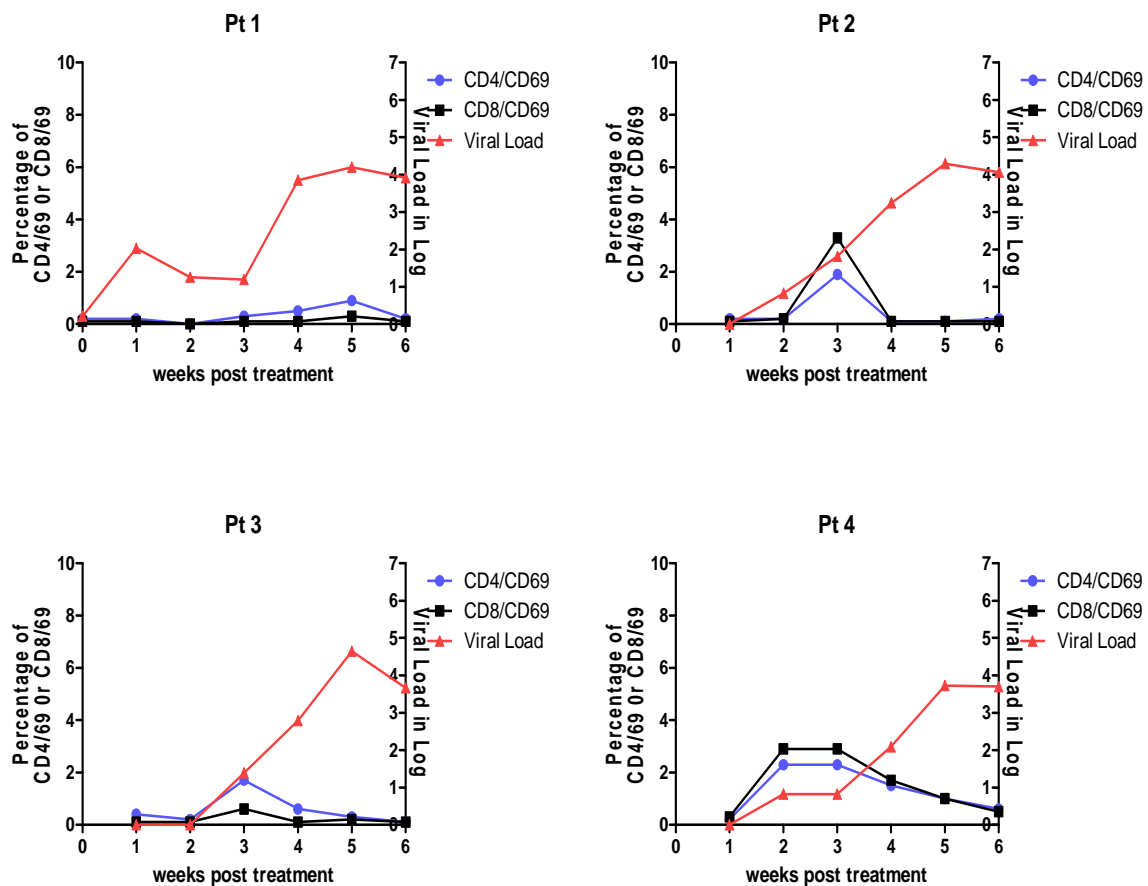 Pt 1
10
8
6
4
2
0
Percentage of
CD4/69 or CD8/69
7
6
5
4
3
2
1
0
Viral Load in Log
CD4/CD69
CD8/CD69
Viral Load
0 1 2 3 4 5 6
weeks post treatment
Pt 2
10
8
6
4
2
0
Percentage of
CD4/69 or CD8/69
7
6
5
4
3
2
1
0
Viral Load in Log
CD4/CD69
CD8/CD69
Viral Load
0 1 2 3 4 5 6
weeks post treatment
Pt 3
10
8
6
4
2
0
Percentage of
CD4/69 or CD8/69
7
6
5
4
3
2
1
0
Viral Load in Log
CD4/CD69
CD8/CD69
Viral Load
0 1 2 3 4 5 6
weeks post treatment
Pt 4
10
8
6
4
2
0
Percentage of
CD4/69 or CD8/69
7
6
5
4
3
2
1
0
Viral Load in Log
CD4/CD69
CD8/CD69
Viral Load
0 1 2 3 4 5 6
weeks post treatment